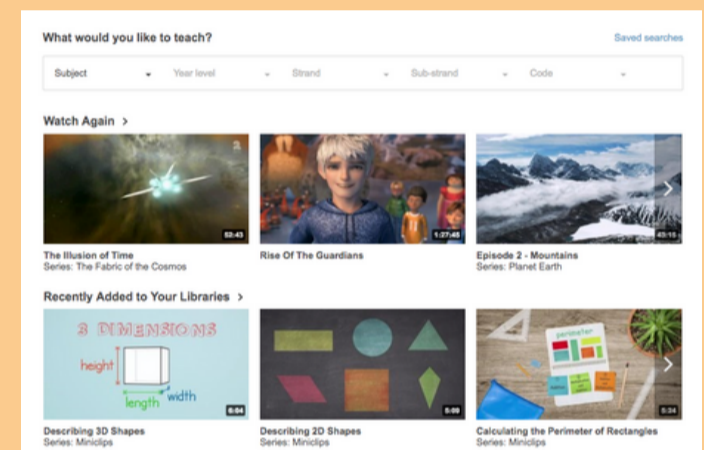 What would you like to teach?
Saved searches
Subject
Year level
Strand
Sub-strand
Code
Watch Again >
52:43
1:27:45
43:15
The Illusion of Time
Series: The Fabric of the Cosmos
Rise Of The Guardians
Episode 2 - Mountains
Series: Planet Earth
Recently Added to Your Libraries >
3 DIMENSIONS
height
length
width
6:04
5:09
perimeter
5:24
Describing 3D Shapes
Series: Miniclips
Describing 2D Shapes
Series: Miniclips
Calculating the Perimeter of Rectangles
Series: Miniclips